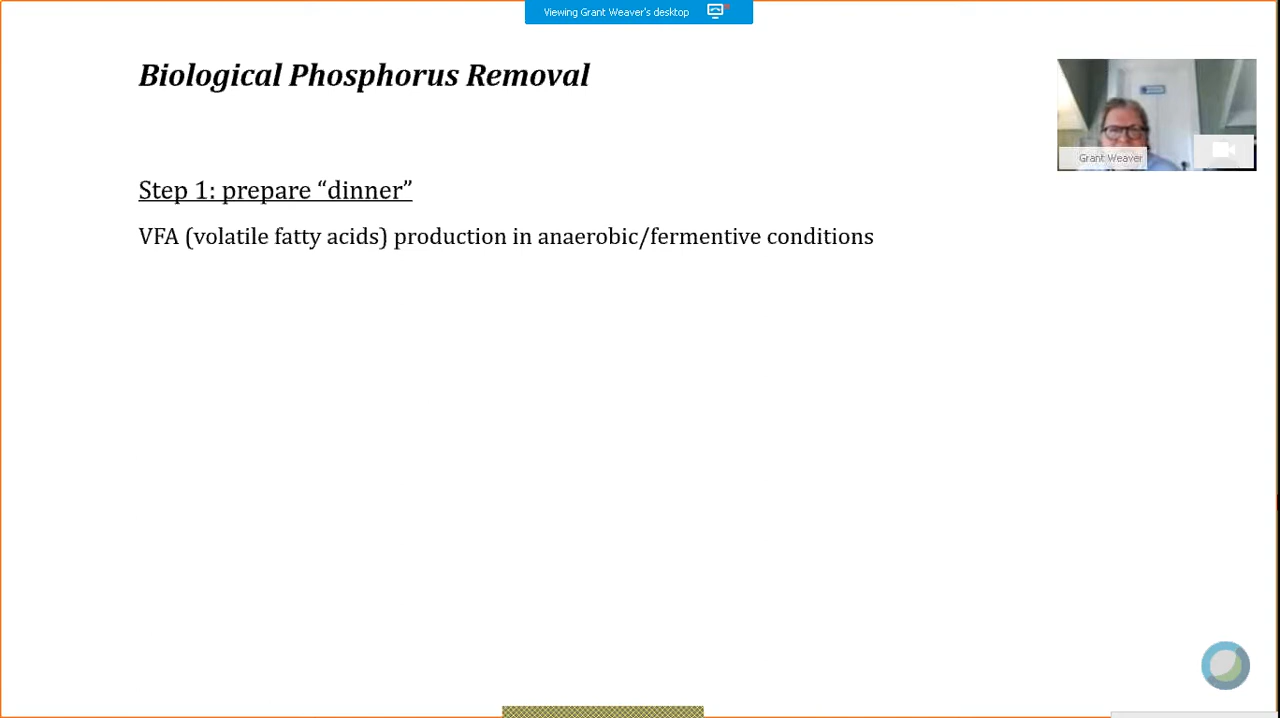 Viewing Grant Weaver's desktop
Biological Phosphorus Removal
Grant Weaver
Step 1: prepare “dinner”
VFA (volatile fatty acids) production in anaerobic/fermentive conditions